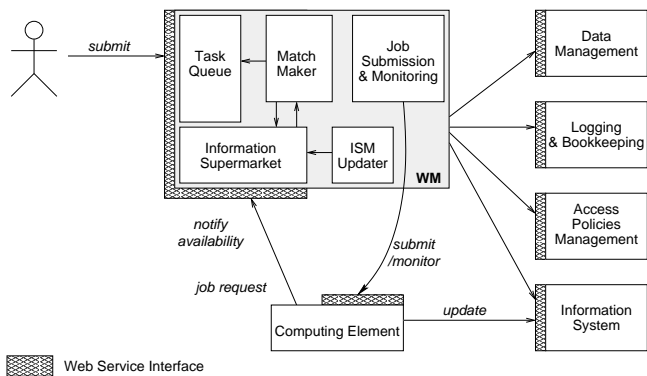 submit
Task
Queue
Match
Maker
Job
Submission
& Monitoring
Information
Supermarket
ISM
Updater
WM
Data
Management
Logging
& Bookkeeping
Access
Policies
Management
Information
System
notify
availability
job request
submit
/monitor
Computing Element
update
Web Service Interface